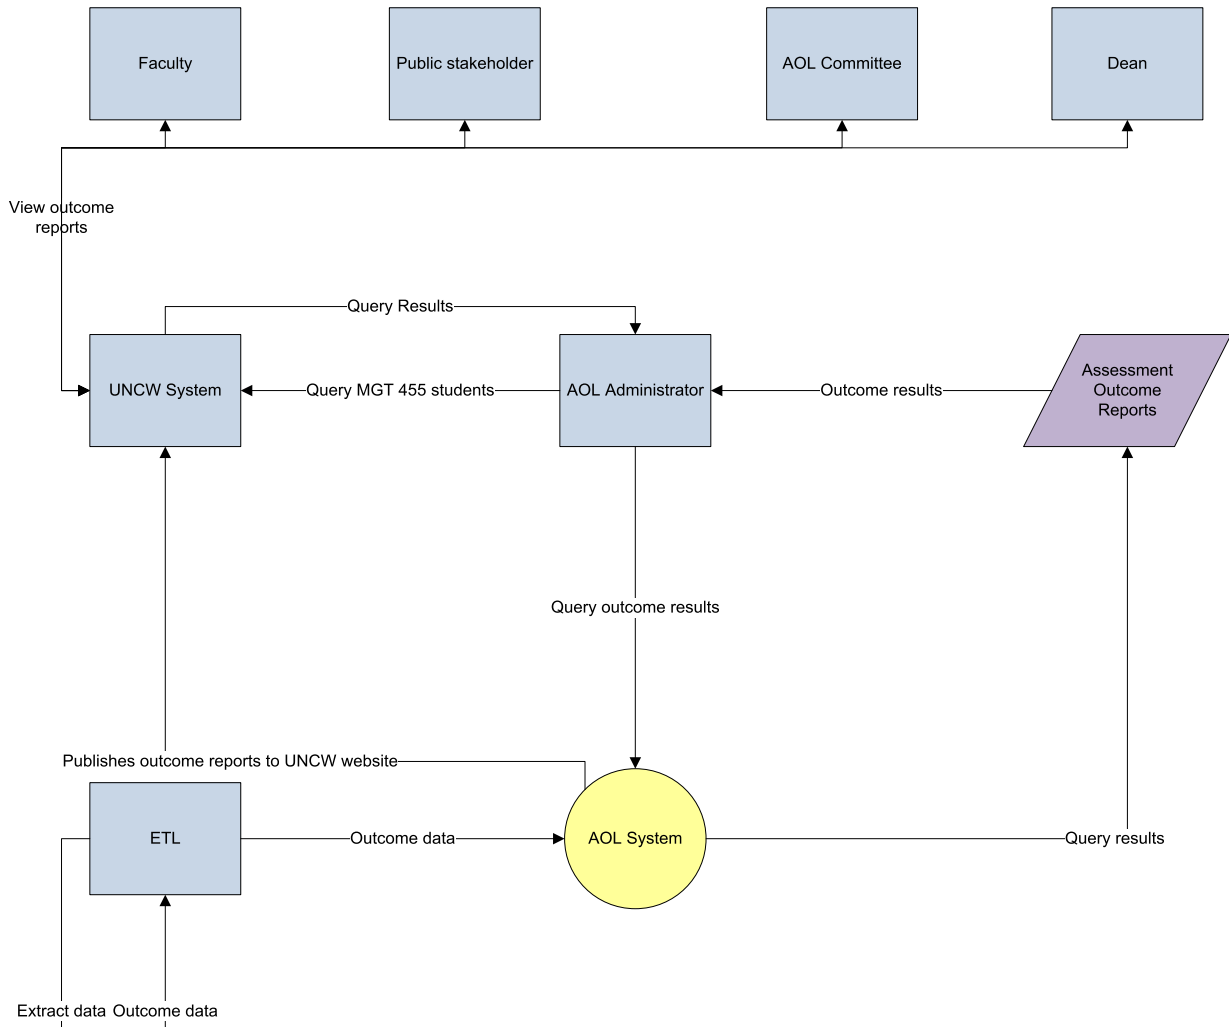 Faculty
Public stakeholder
AOL Committee
Dean
View outcome
reports
Query Results
UNCW System
Query MGT 455 students
AOL Administrator
Outcome results
Assessment
Outcome
Reports
Query outcome results
Publishes outcome reports to UNCW website
ETL
Outcome data
AOL System
Query results
Extract data
Outcome data